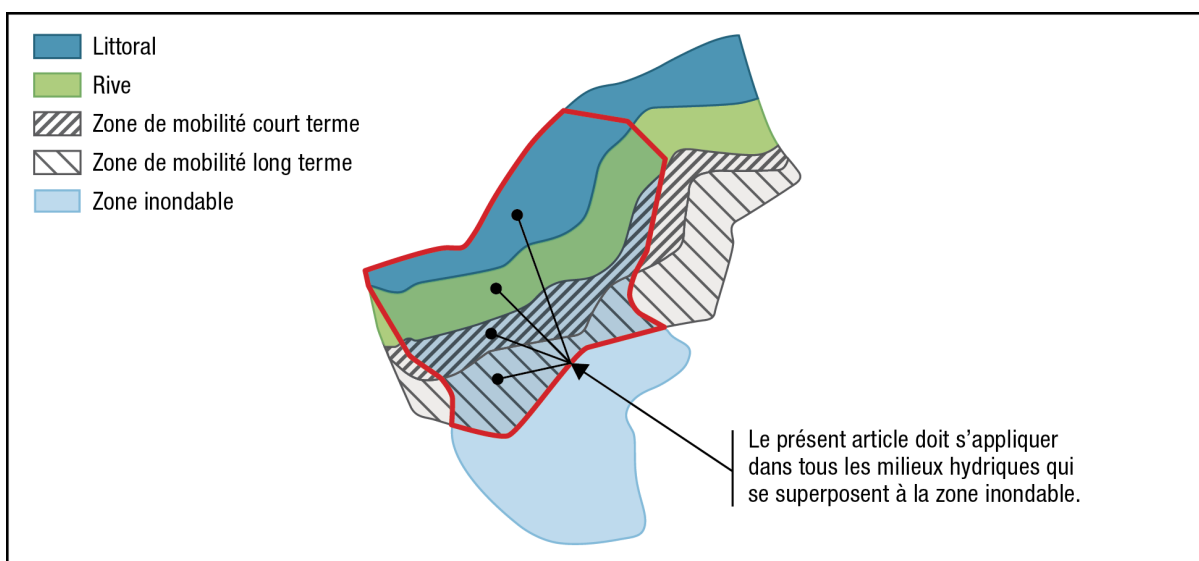 Littoral
Rive
Zone de mobilité court terme
Zone de mobilité long terme
Zone inondable
Le présent article doit s’appliquer
dans tous les milieux hydriques qui
se superposent à la zone inondable.